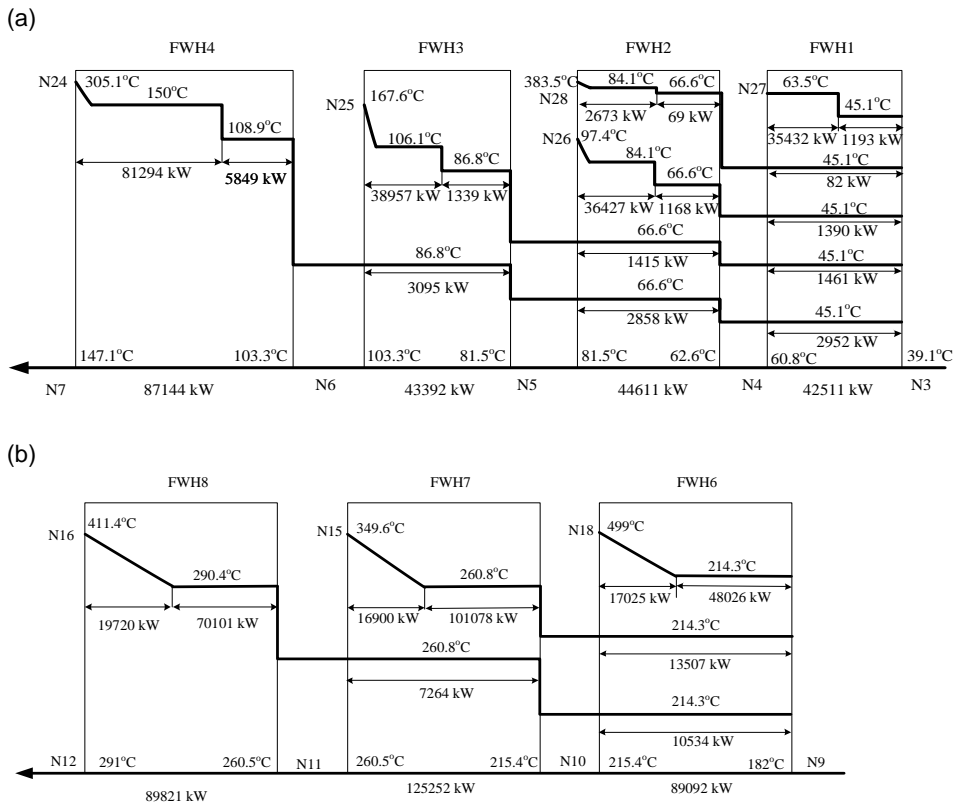 (a)
FWH4 FWH3 FWH2 FWH1
N24 305.1°C 150°C 108.9°C
81294 kW 5849 kW
N25 167.6°C 106.1°C 86.8°C
38957 kW 1339 kW
86.8°C
3095 kW
383.5°C 84.1°C 66.6°C
N28 2673 kW 69 kW
N26 97.4°C 84.1°C 66.6°C
36427 kW 1168 kW
66.6°C
1415 kW
66.6°C
2858 kW
N27 63.5°C 45.1°C
35432 kW 1193 kW
45.1°C
82 kW
45.1°C
1390 kW
45.1°C
1461 kW
45.1°C
2952 kW
147.1°C 103.3°C 103.3°C 81.5°C 81.5°C 62.6°C 60.8°C 39.1°C
N7 87144 kW N6 43392 kW N5 44611 kW N4 42511 kW N3
(b)
FWH8 FWH7 FWH6
N16 411.4°C 290.4°C
19720 kW 70101 kW
N15 349.6°C 260.8°C
16900 kW 101078 kW
260.8°C
7264 kW
N18 499°C 214.3°C
17025 kW 48026 kW
214.3°C
13507 kW
214.3°C
10534 kW
N12 291°C 260.5°C N11 260.5°C 215.4°C N10 215.4°C 182°C N9
89821 kW 125252 kW 89092 kW